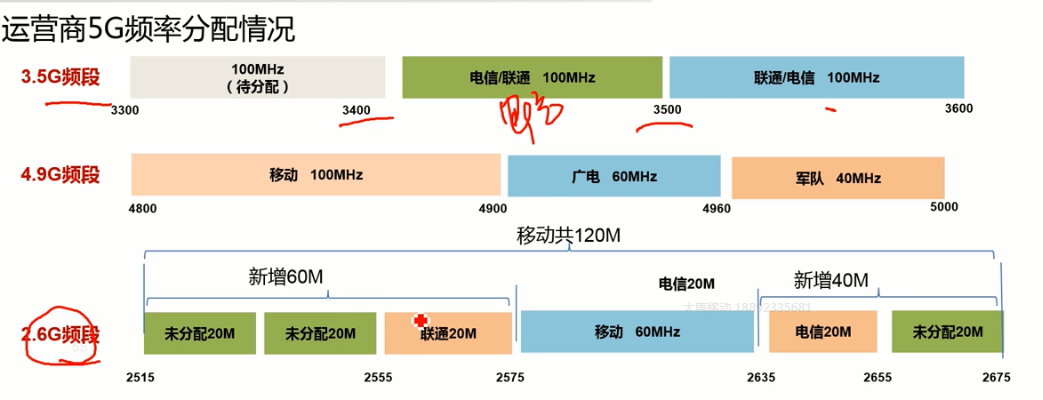 运营商5G频率分配情况
3.5G频段
100MHz
（待分配）
电信/联通 100MHz
联通/电信 100MHz
3300
3400
3500
3600
4.9G频段
移动 100MHz
广电 60MHz
军队 40MHz
4800
4900
4960
5000
移动共120M
新增60M
电信20M
新增40M
大唐移动 18892335681
2.6G频段
未分配20M
未分配20M
联通20M
移动 60MHz
电信20M
未分配20M
2515
2555
2575
2635
2655
2675